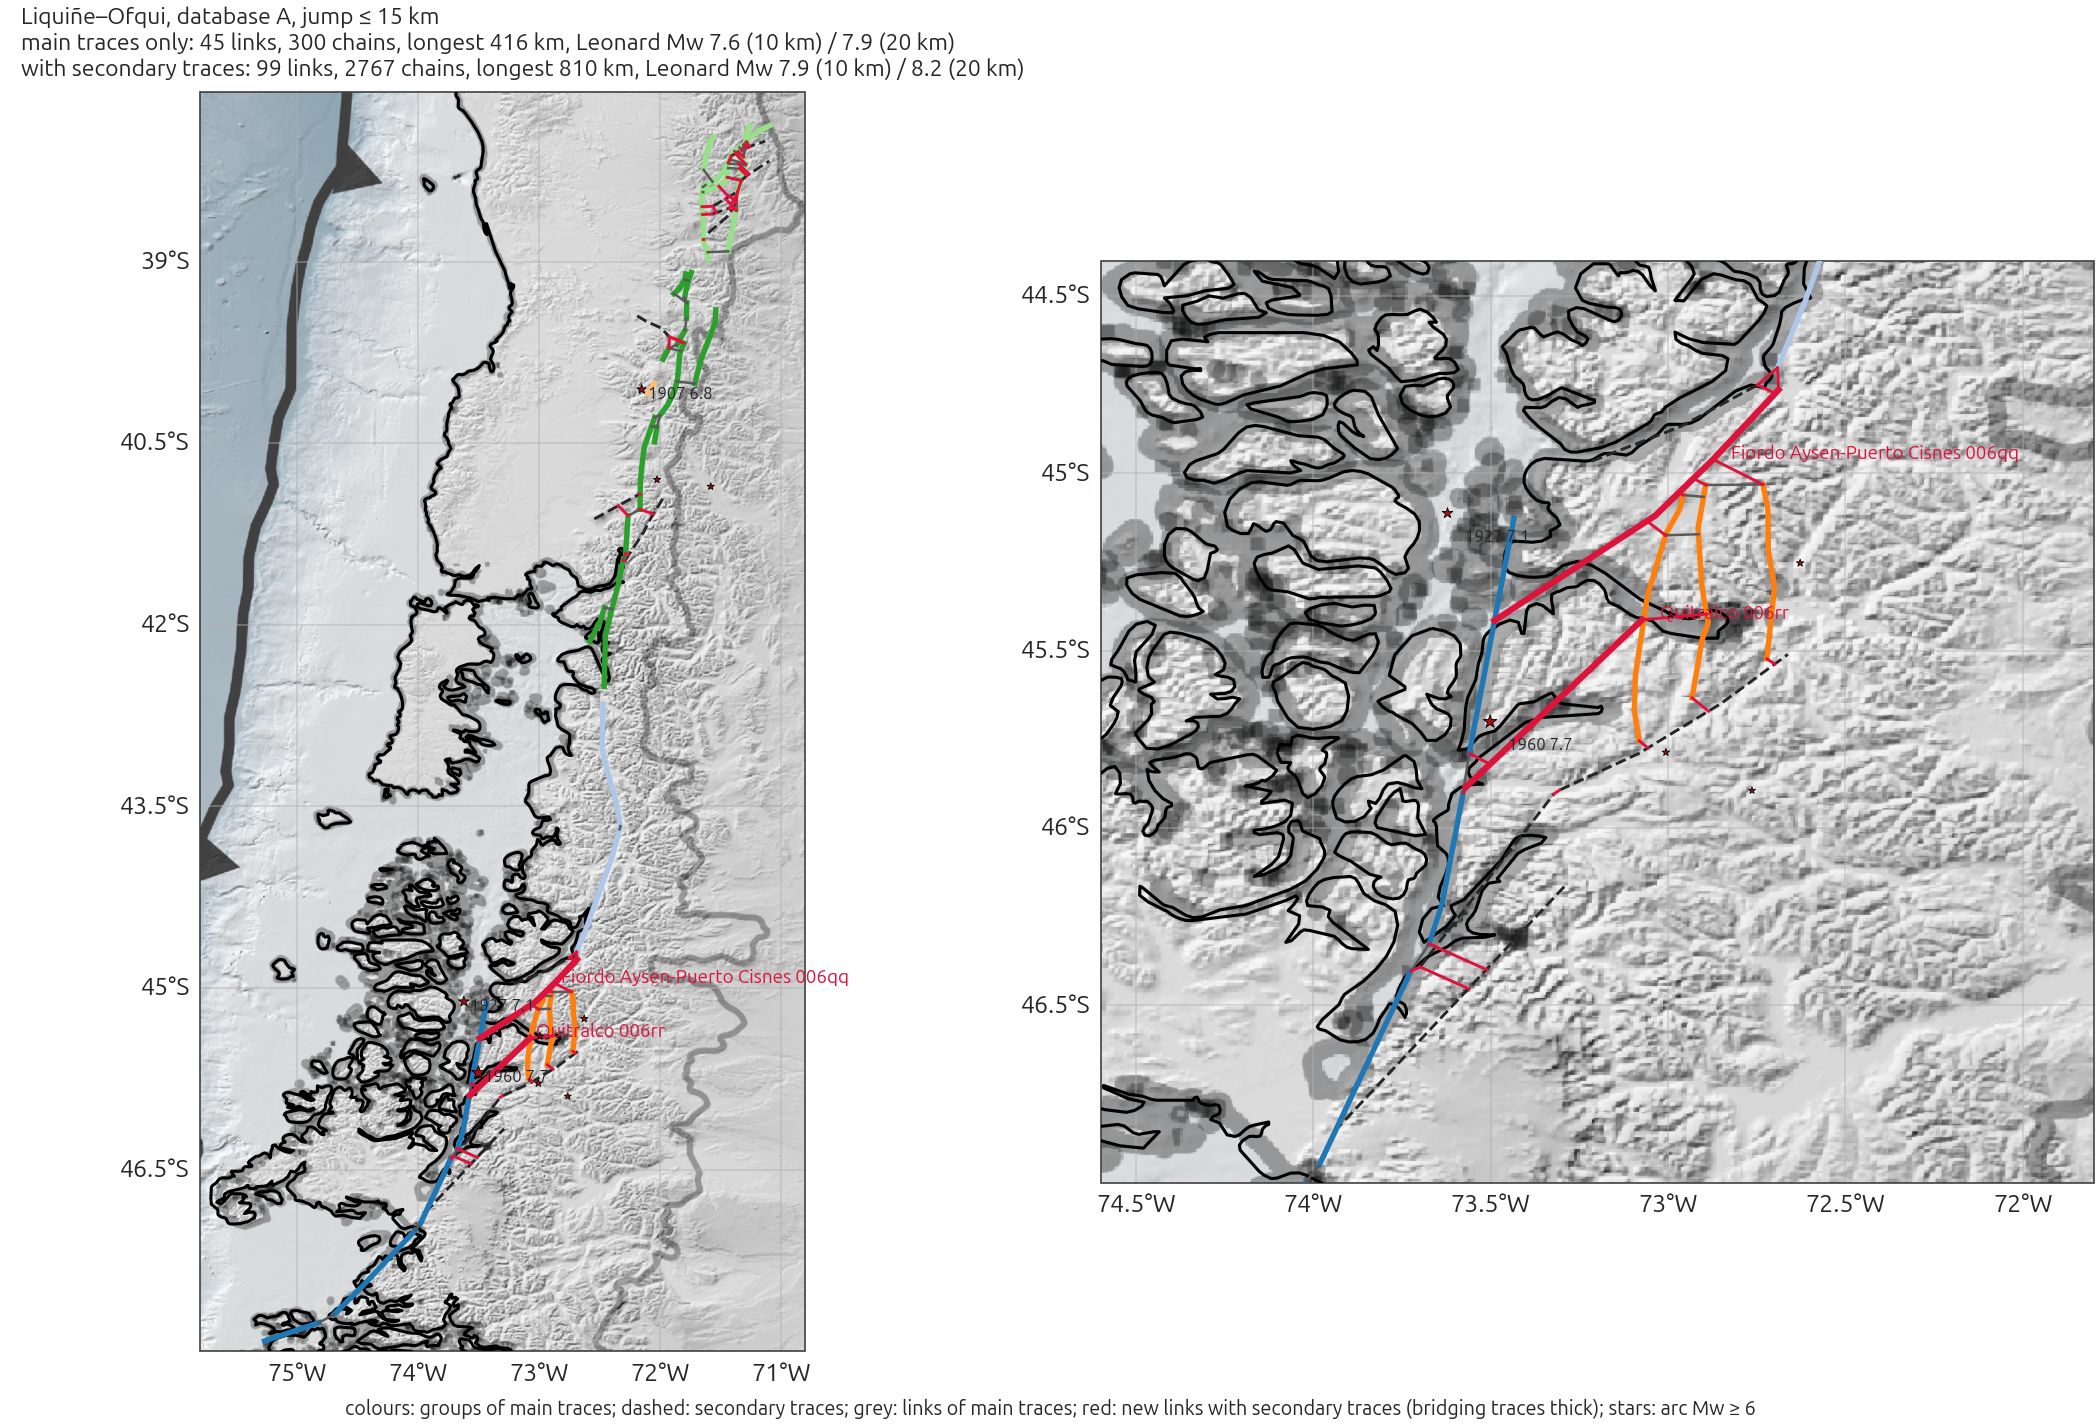 Liquiñe–Ofqui, database A, jump ≤ 15 km
main traces only: 45 links, 300 chains, longest 416 km, Leonard Mw 7.6 (10 km) / 7.9 (20 km)
with secondary traces: 99 links, 2767 chains, longest 810 km, Leonard Mw 7.9 (10 km) / 8.2 (20 km)
39°S
40.5°S
42°S
43.5°S
45°S
46.5°S
75°W
74°W
73°W
72°W
71°W
1907 6.8
Fiordo Aysen-Puerto Cisnes 006qq
1927 7.1
Quitralco 006rr
1960 7.7
44.5°S
45°S
45.5°S
46°S
46.5°S
74.5°W
74°W
73.5°W
73°W
72.5°W
72°W
Fiordo Aysen-Puerto Cisnes 006qq
1927 7.1
Quitralco 006rr
1960 7.7
colours: groups of main traces; dashed: secondary traces; grey: links of main traces; red: new links with secondary traces (bridging traces thick); stars: arc Mw ≥ 6